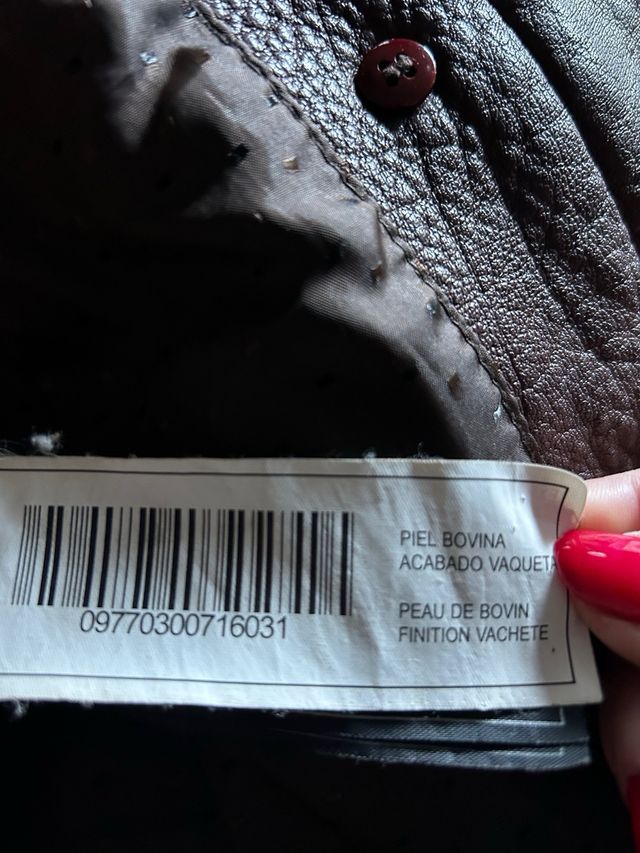 PIEL BOVINA
ACABADO VAQUETA
PEAU DE BOVIN
FINITION VACHETE
09770300716031